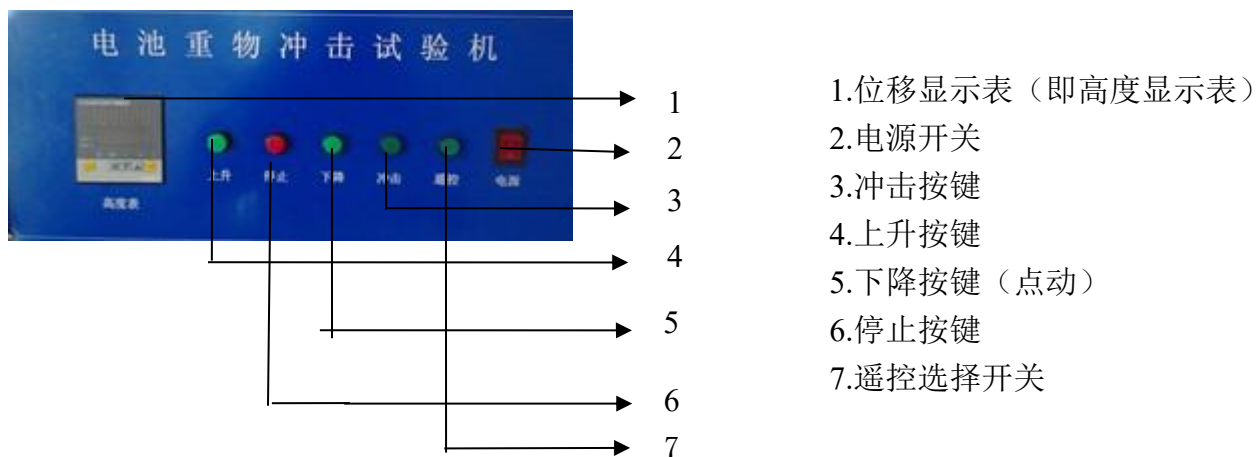 电池重物冲击试验机
上升 停止 下降 冲击 遥控 电源
高度表
1
2
3
4
5
6
7
1.位移显示表（即高度显示表）
2.电源开关
3.冲击按键
4.上升按键
5.下降按键（点动）
6.停止按键
7.遥控选择开关